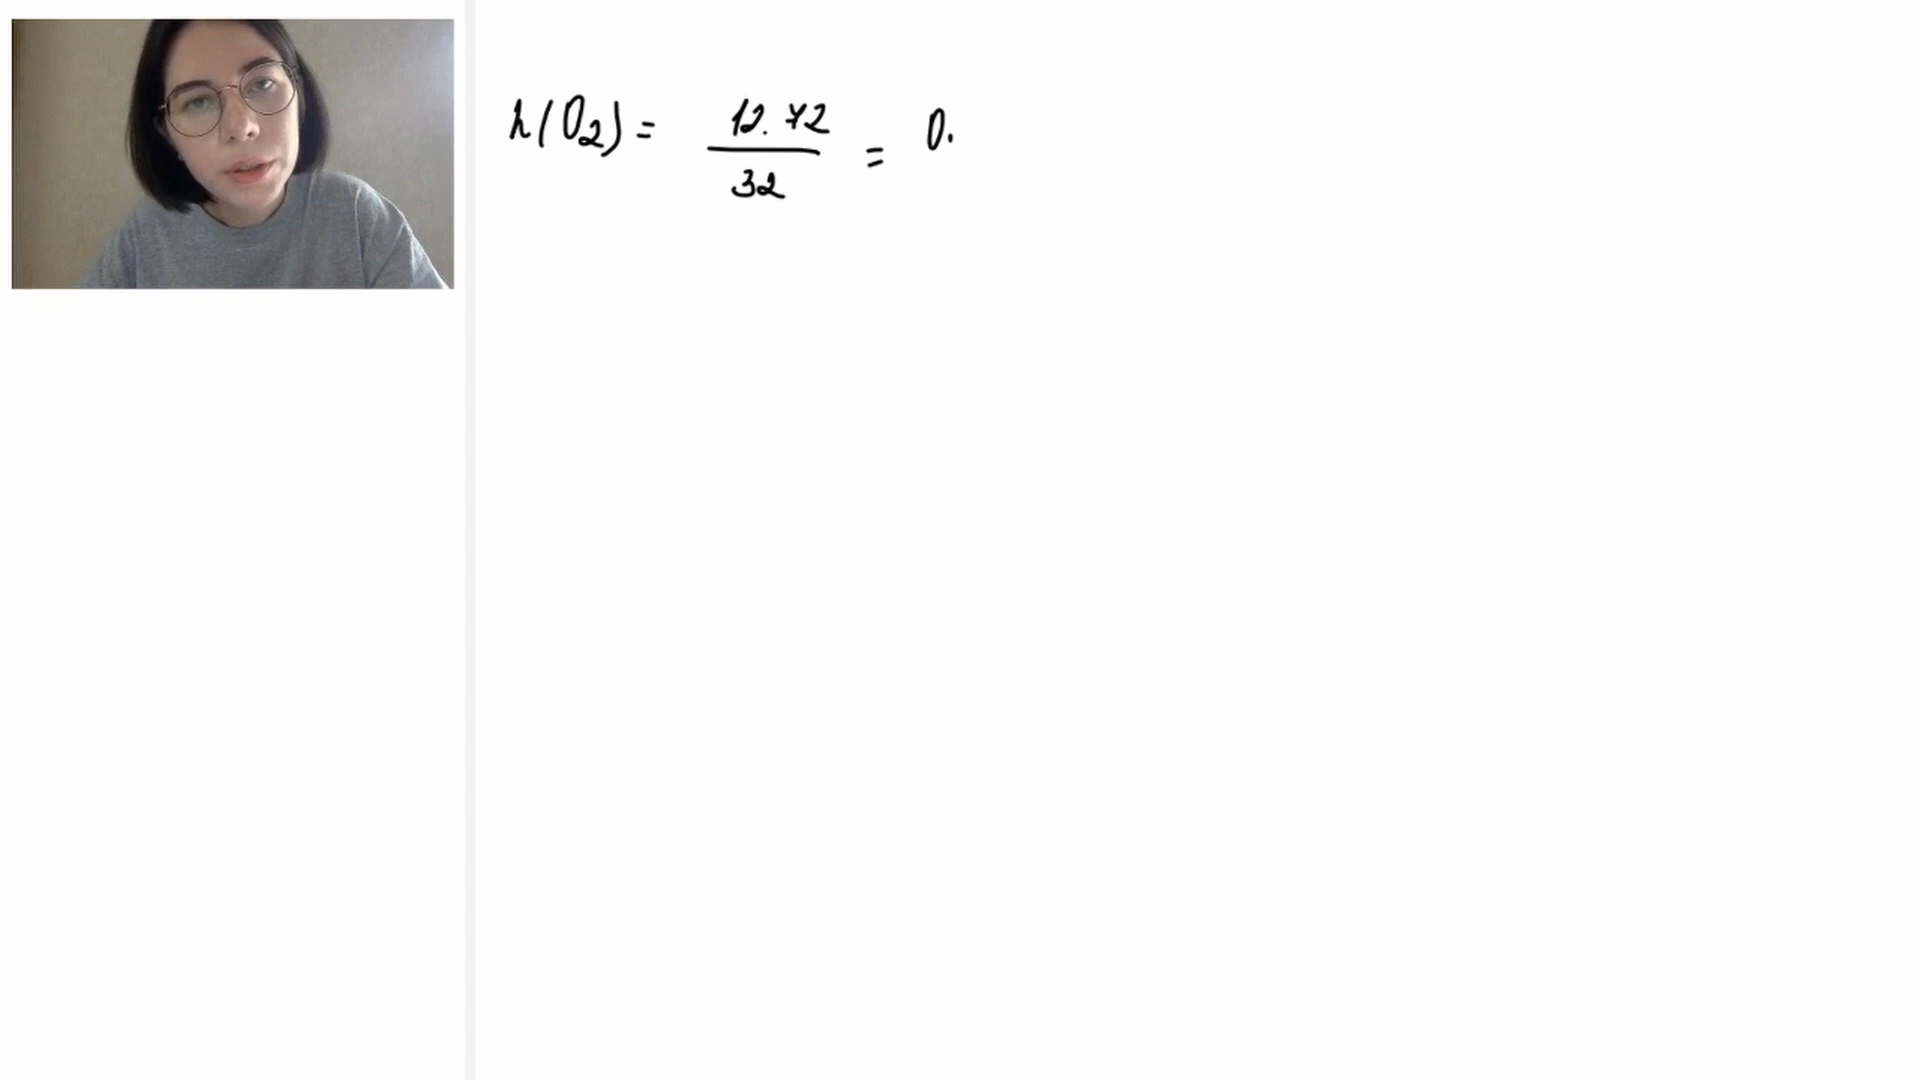 n(O₂) = 12.72 / 32 = 0.